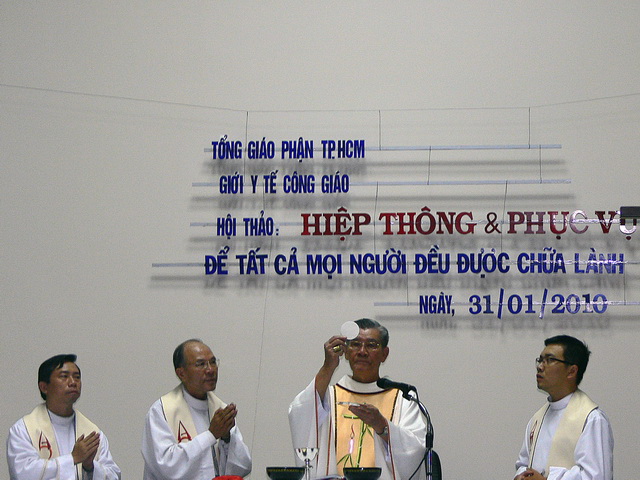 TỔNG GIÁO PHẬN TP.HCM
GIỚI Y TẾ CÔNG GIÁO
HỘI THẢO: HIỆP THÔNG & PHỤC VỤ
ĐỂ TẤT CẢ MỌI NGƯỜI ĐỀU ĐƯỢC CHỮA LÀNH
NGÀY, 31/01/2010